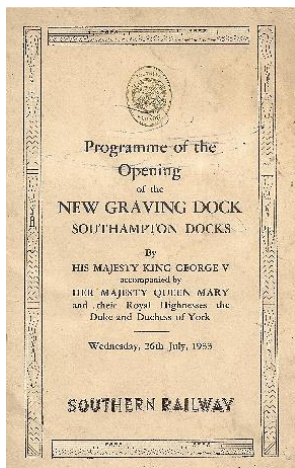 Programme of the
Opening
of the
NEW GRAVING DOCK
SOUTHAMPTON DOCKS
By
HIS MAJESTY KING GEORGE V
accompanied by
HER MAJESTY QUEEN MARY
and their Royal Highnesses the
Duke and Duchess of York
Wednesday, 26th July, 1933
SOUTHERN RAILWAY